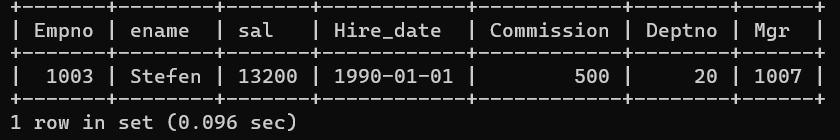 +-------+--------+-------+------------+------------+--------+------+
| Empno | ename  | sal   | Hire_date  | Commission | Deptno | Mgr  |
+-------+--------+-------+------------+------------+--------+------+
|  1003 | Stefen | 13200 | 1990-01-01 |        500 |     20 | 1007 |
+-------+--------+-------+------------+------------+--------+------+
1 row in set (0.096 sec)